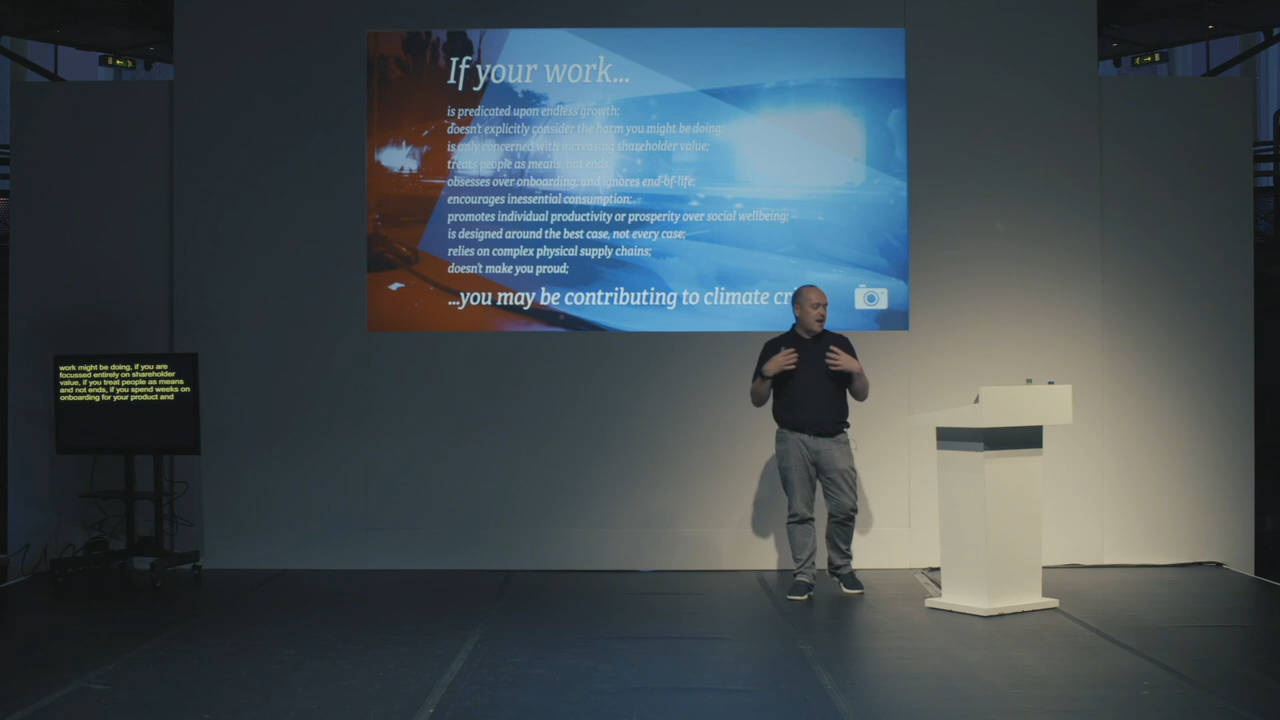 If your work...
is predicated upon endless growth;
doesn't explicitly consider the harm you might be doing;
is only concerned with increasing shareholder value;
treats people as means, not ends;
obsesses over onboarding, and ignores end-of-life;
encourages inessential consumption;
promotes individual productivity or prosperity over social wellbeing;
is designed around the best case, not every case;
relies on complex physical supply chains;
doesn't make you proud;
...you may be contributing to climate cri
work might be doing, if you are
focussed entirely on shareholder
value, if you treat people as means
and not ends, if you spend weeks on
onboarding for your product and